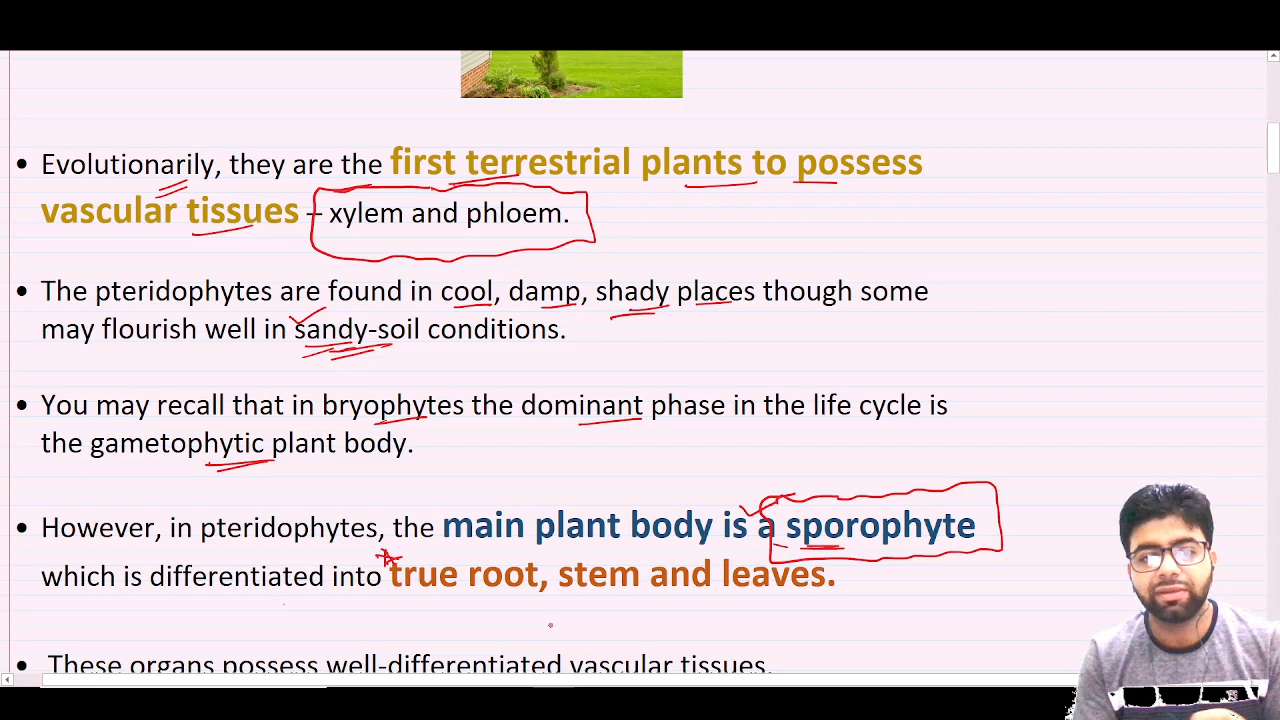 • Evolutionarily, they are the first terrestrial plants to possess
vascular tissues – xylem and phloem.
• The pteridophytes are found in cool, damp, shady places though some
may flourish well in sandy-soil conditions.
• You may recall that in bryophytes the dominant phase in the life cycle is
the gametophytic plant body.
• However, in pteridophytes, the main plant body is a sporophyte
which is differentiated into true root, stem and leaves.
• These organs possess well-differentiated vascular tissues.